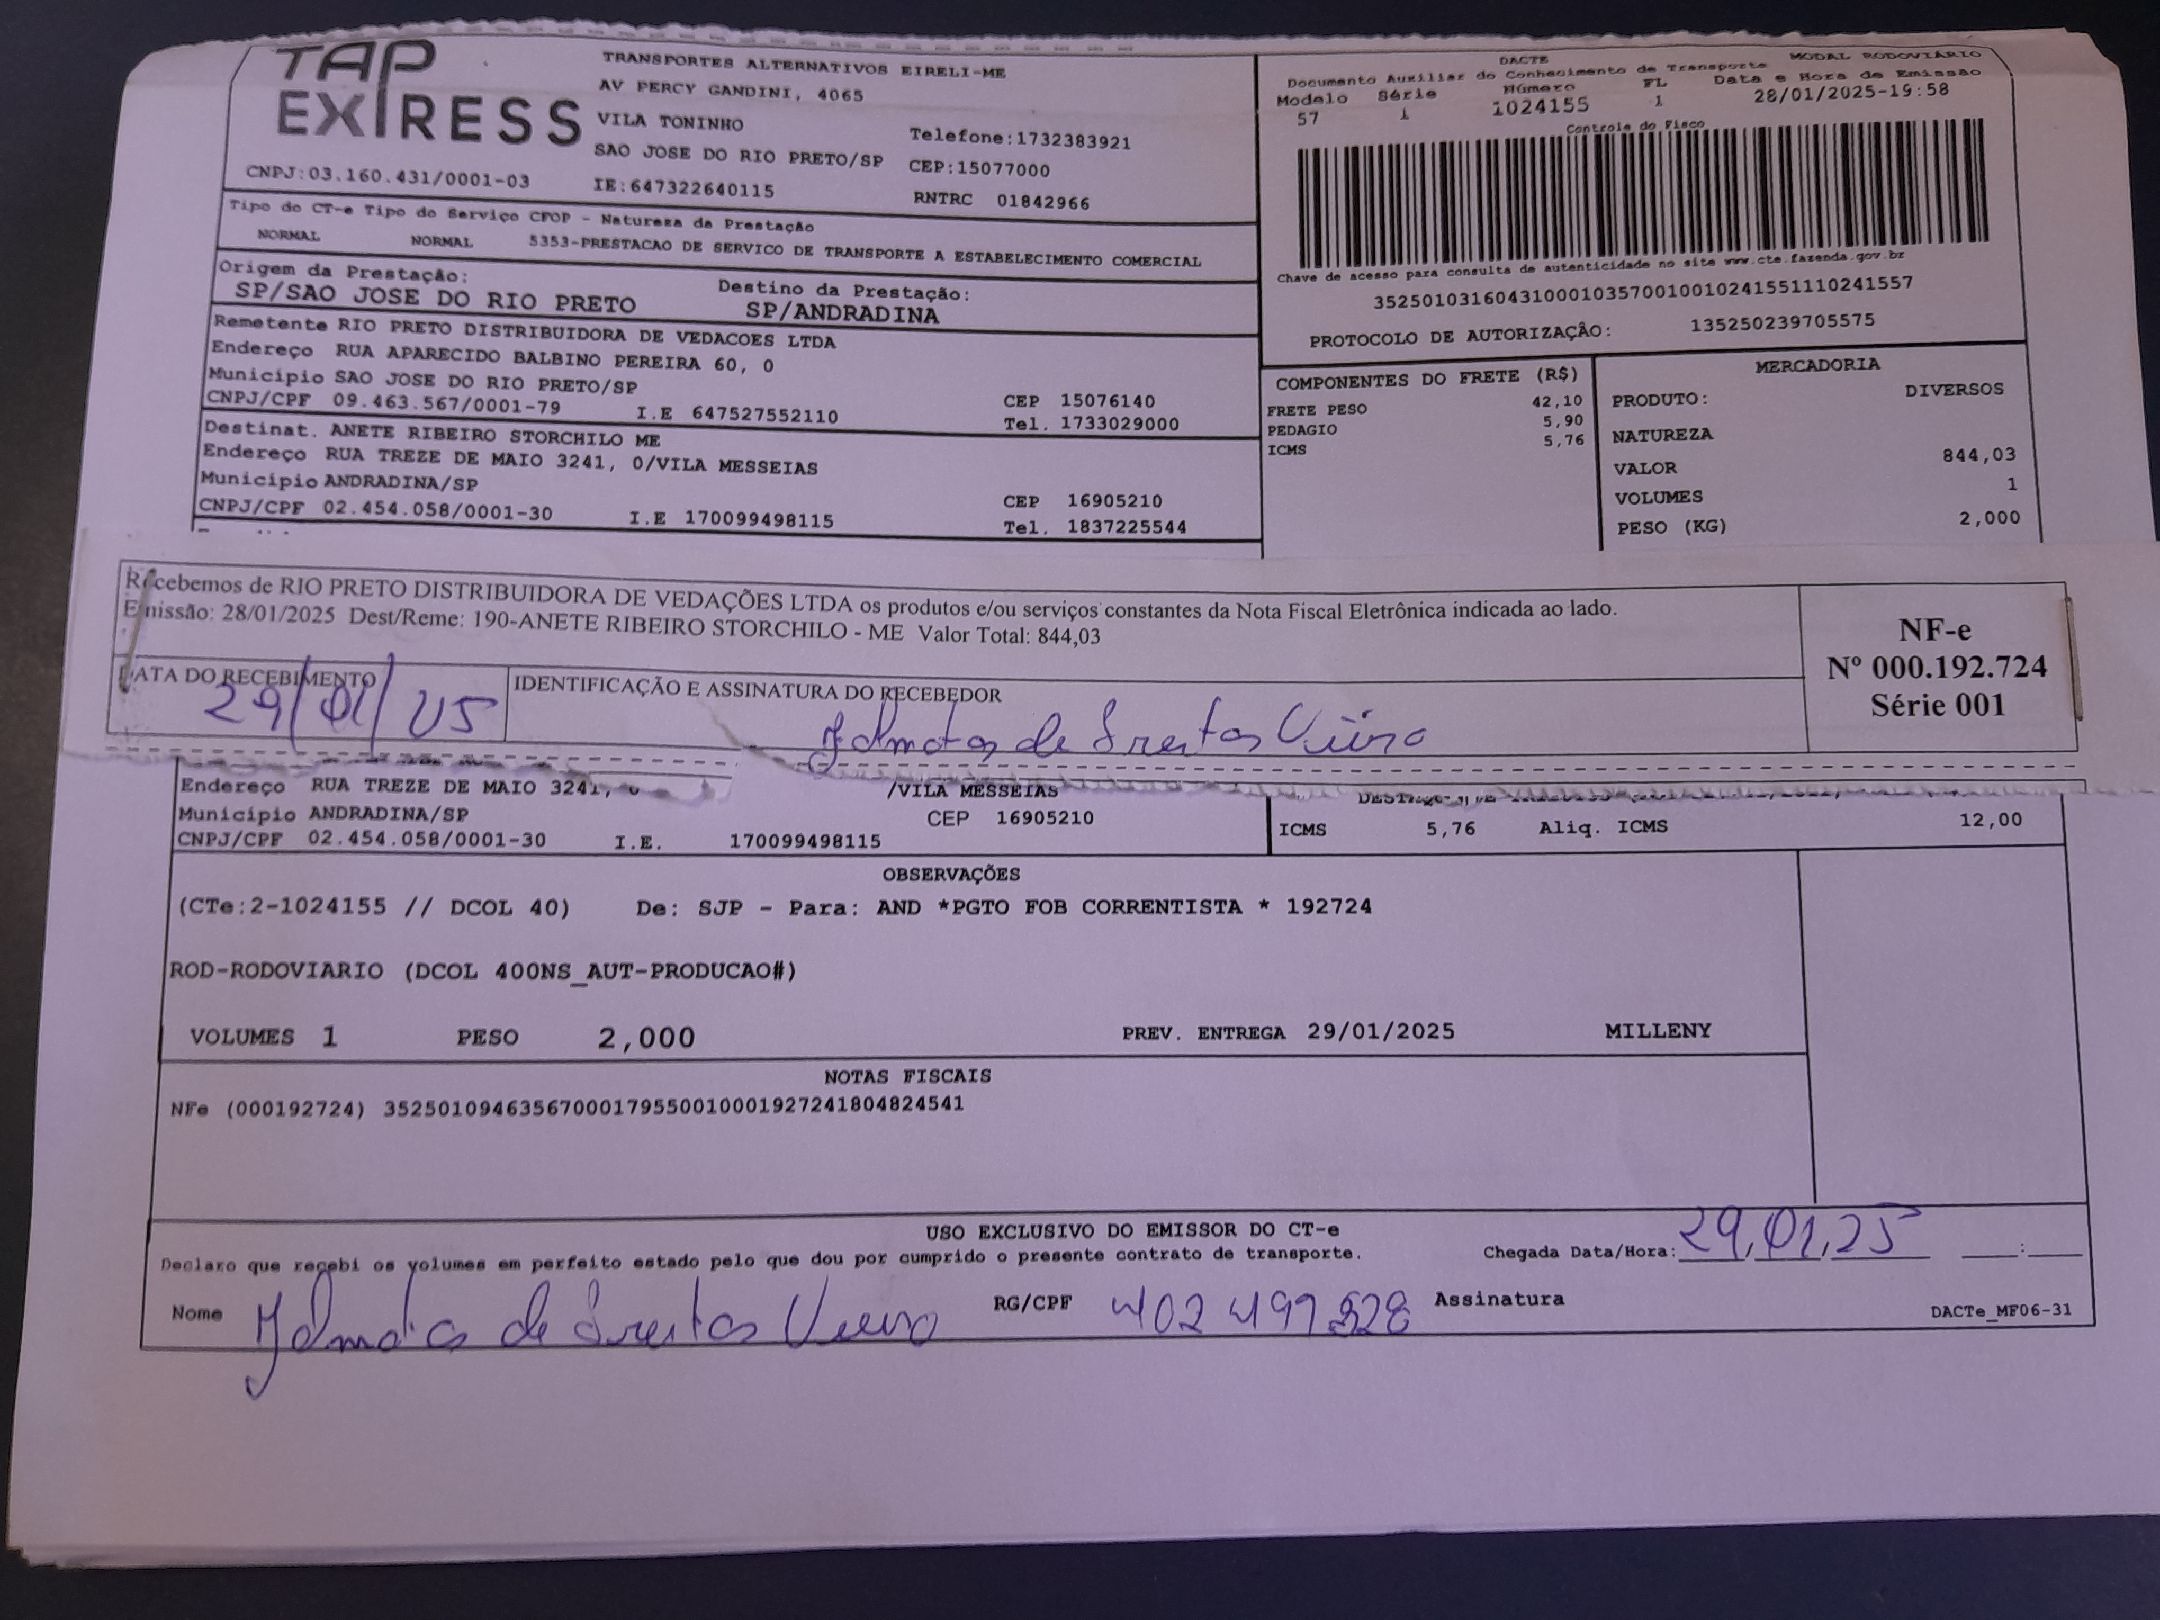 TAP EXPRESS
TRANSPORTES ALTERNATIVOS EIRELI-ME
AV PERCY GANDINI, 4065
VILA TONINHO
Telefone:1732383921
SAO JOSE DO RIO PRETO/SP CEP:15077000
CNPJ:03.160.431/0001-03 IE:647322640115 RNTRC 01842966
DACTE MODAL RODOVIÁRIO
Documento Auxiliar do Conhecimento de Transporte
Modelo Série Número FL Data e Hora de Emissão
57 1 1024155 1 28/01/2025-19:58
Controle do Fisco
Chave de acesso para consulta de autenticidade no site www.cte.fazenda.gov.br
35250103160431000103570010010241551110241557
PROTOCOLO DE AUTORIZAÇÃO: 135250239705575
Tipo do CT-e Tipo do Serviço CFOP - Natureza da Prestação
NORMAL NORMAL 5353-PRESTACAO DE SERVICO DE TRANSPORTE A ESTABELECIMENTO COMERCIAL
Origem da Prestação: Destino da Prestação:
SP/SAO JOSE DO RIO PRETO SP/ANDRADINA
Remetente RIO PRETO DISTRIBUIDORA DE VEDACOES LTDA
Endereço RUA APARECIDO BALBINO PEREIRA 60, 0
Município SAO JOSE DO RIO PRETO/SP CEP 15076140
CNPJ/CPF 09.463.567/0001-79 I.E 647527552110 Tel. 1733029000
Destinat. ANETE RIBEIRO STORCHILO ME
Endereço RUA TREZE DE MAIO 3241, 0/VILA MESSEIAS
Município ANDRADINA/SP CEP 16905210
CNPJ/CPF 02.454.058/0001-30 I.E 170099498115 Tel. 1837225544
COMPONENTES DO FRETE (R$)
FRETE PESO 42,10
PEDAGIO 5,90
ICMS 5,76
MERCADORIA
PRODUTO: DIVERSOS
NATUREZA
VALOR 844,03
VOLUMES 1
PESO (KG) 2,000
Recebemos de RIO PRETO DISTRIBUIDORA DE VEDAÇÕES LTDA os produtos e/ou serviços constantes da Nota Fiscal Eletrônica indicada ao lado.
Emissão: 28/01/2025 Dest/Reme: 190-ANETE RIBEIRO STORCHILO - ME Valor Total: 844,03
NF-e
Nº 000.192.724
Série 001
DATA DO RECEBIMENTO IDENTIFICAÇÃO E ASSINATURA DO RECEBEDOR
29/01/
de Freitas
Endereço RUA TREZE DE MAIO 3241, 0 /VILA MESSEIAS
Município ANDRADINA/SP CEP 16905210
CNPJ/CPF 02.454.058/0001-30 I.E. 170099498115
ICMS 5,76 Aliq. ICMS 12,00
OBSERVAÇÕES
(CTe:2-1024155 // DCOL 40) De: SJP - Para: AND *PGTO FOB CORRENTISTA * 192724
ROD-RODOVIARIO (DCOL 400NS_AUT-PRODUCAO#)
VOLUMES 1 PESO 2,000 PREV. ENTREGA 29/01/2025 MILLENY
NOTAS FISCAIS
NFe (000192724) 35250109463567000179550010001927241804824541
USO EXCLUSIVO DO EMISSOR DO CT-e
Declaro que recebi os volumes em perfeito estado pelo que dou por cumprido o presente contrato de transporte. Chegada Data/Hora: 29,01,25 :
Nome de Freitas RG/CPF Assinatura
DACTe_MF06-31